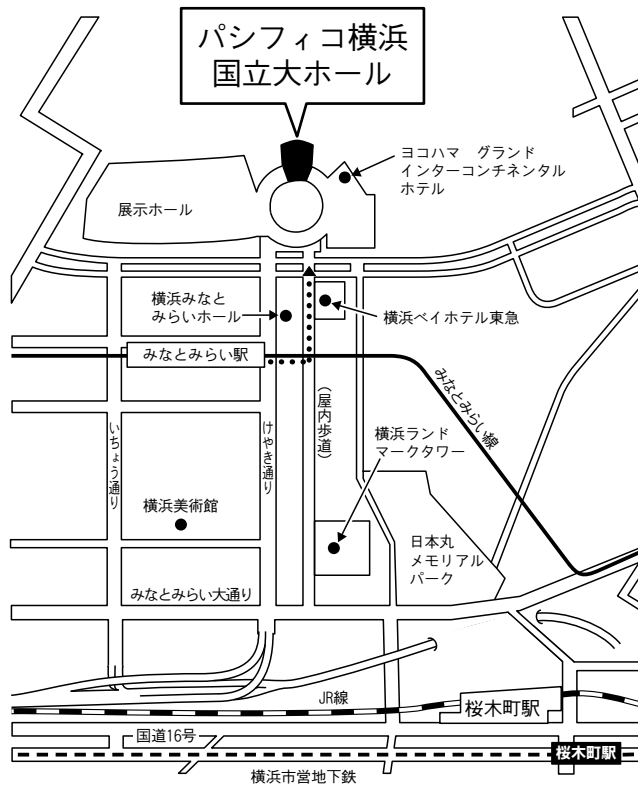 パシフィコ横浜
国立大ホール
ヨコハマ　グランド
インターコンチネンタル
ホテル
展示ホール
横浜みなと
みらいホール
横浜ベイホテル東急
みなとみらい駅
みなとみらい線
(屋内歩道)
いちょう通り
けやき通り
横浜ランド
マークタワー
横浜美術館
日本丸
メモリアル
パーク
みなとみらい大通り
JR線
桜木町駅
国道16号
桜木町駅
横浜市営地下鉄